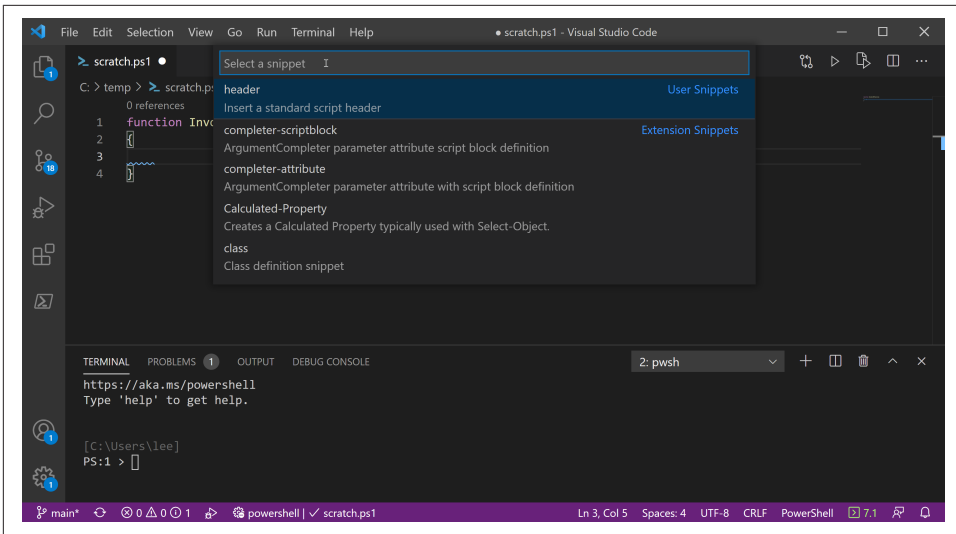 File Edit Selection View Go Run Terminal Help ● scratch.ps1 - Visual Studio Code
scratch.ps1 ●
Select a snippet
C: > temp > scratch.ps
header User Snippets
Insert a standard script header
0 references
1 function Invo
completer-scriptblock Extension Snippets
2 {
ArgumentCompleter parameter attribute script block definition
3
completer-attribute
4 }
ArgumentCompleter parameter attribute with script block definition
Calculated-Property
Creates a Calculated Property typically used with Select-Object.
class
Class definition snippet
1
18
TERMINAL PROBLEMS 1 OUTPUT DEBUG CONSOLE 2: pwsh
https://aka.ms/powershell
Type 'help' to get help.
[C:\Users\lee]
PS:1 >
1
1
main* 0 0 1 powershell | ✓ scratch.ps1 Ln 3, Col 5 Spaces: 4 UTF-8 CRLF PowerShell 7.1